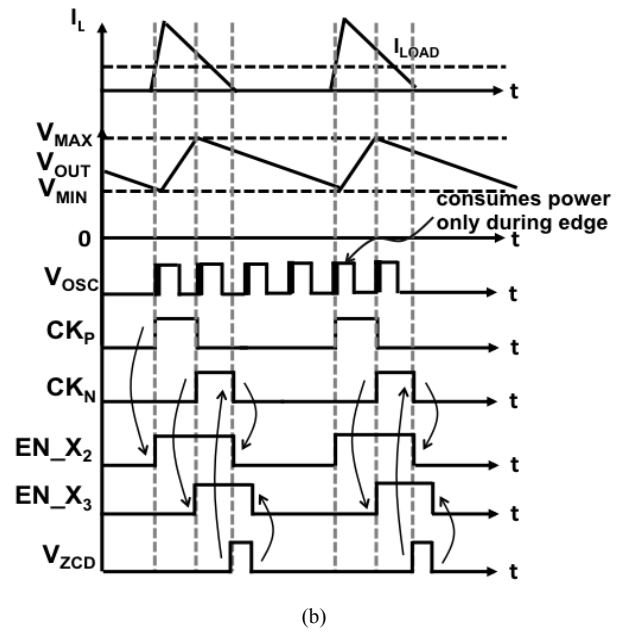 I_L
I_LOAD
t
V_MAX
V_OUT
V_MIN
consumes power
only during edge
0
t
V_OSC
t
CK_P
t
CK_N
t
EN_X_2
t
EN_X_3
t
V_ZCD
t
(b)